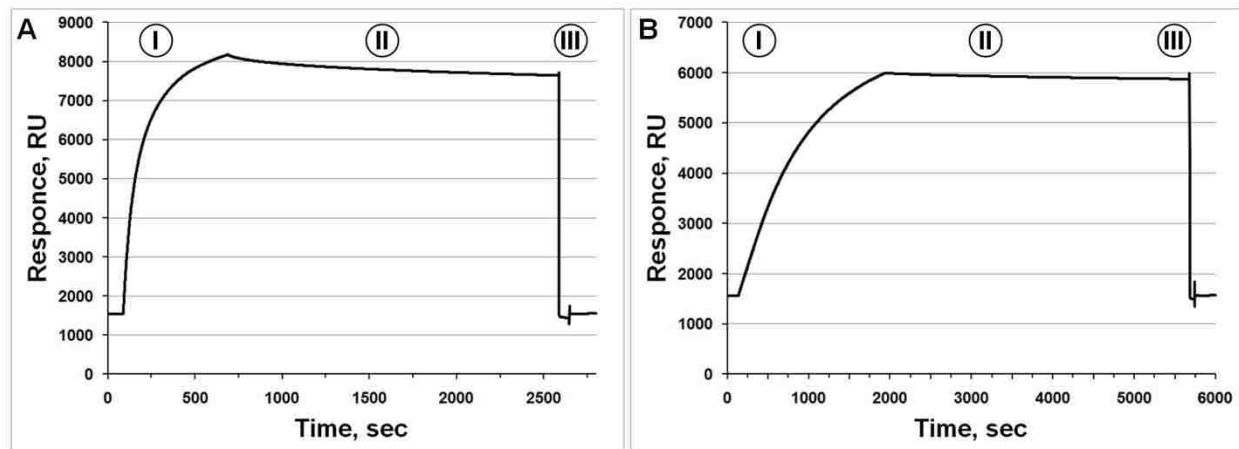 A
I
II
III
9000
8000
7000
6000
5000
4000
3000
2000
1000
0
Responce, RU
0 500 1000 1500 2000 2500
Time, sec
B
I
II
III
7000
6000
5000
4000
3000
2000
1000
0
Responce, RU
0 1000 2000 3000 4000 5000 6000
Time, sec